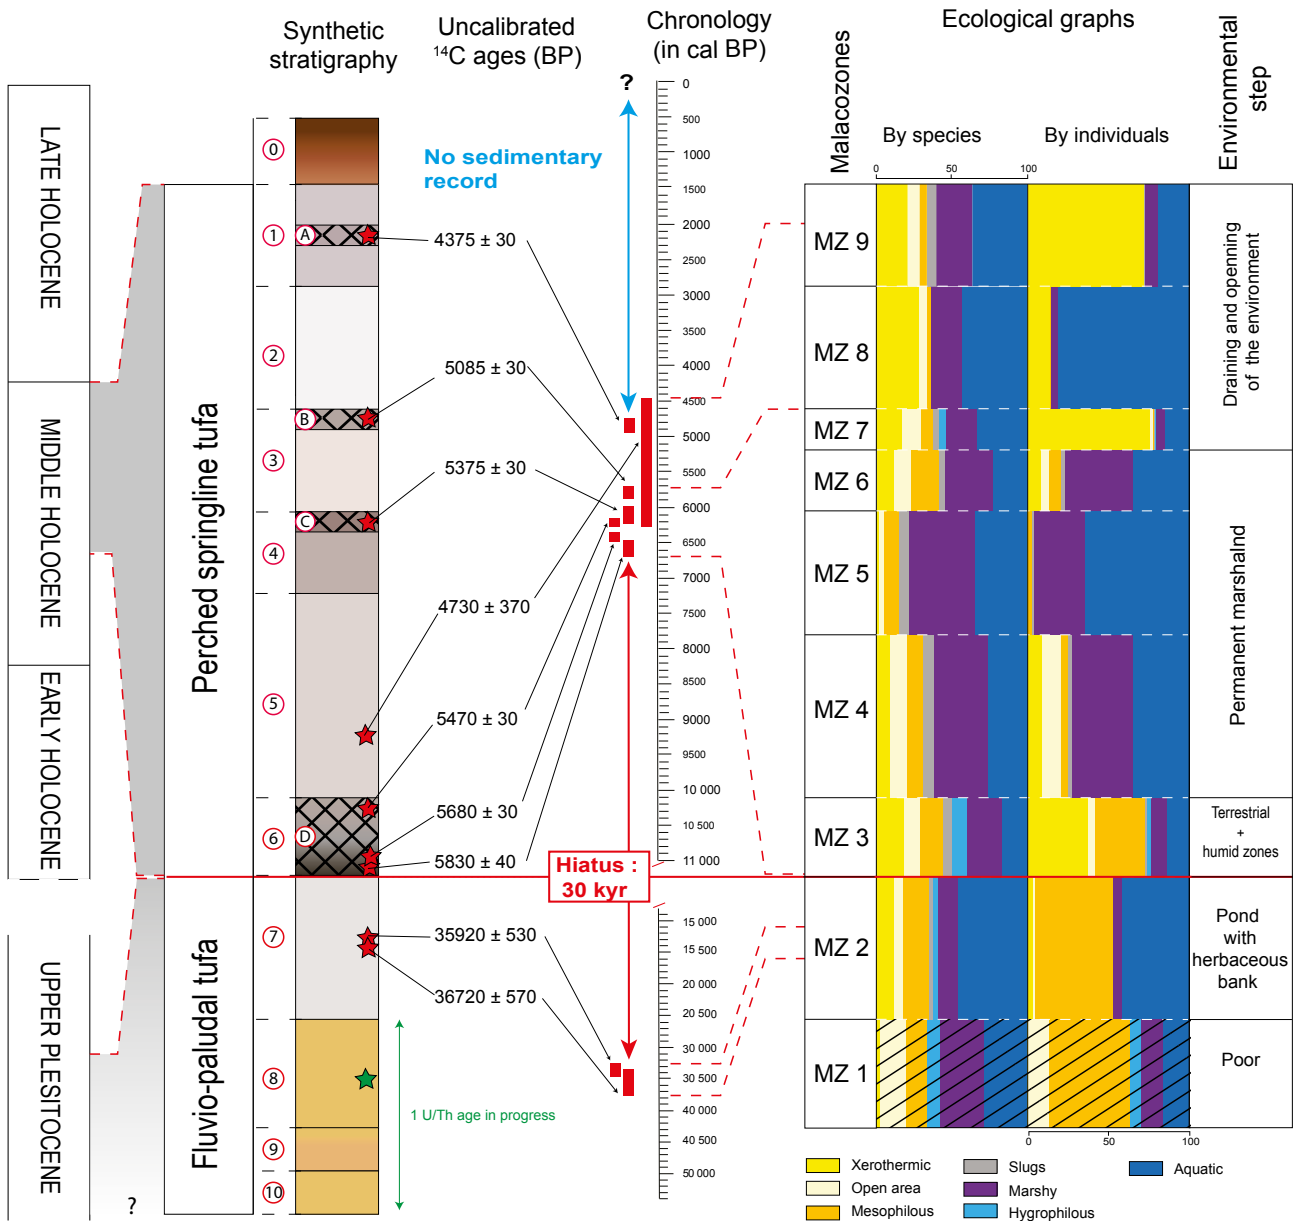 Synthetic
stratigraphy
Uncalibrated
¹⁴C ages (BP)
Chronology
(in cal BP)
Malacozones
Ecological graphs
By species
By individuals
Environmental
step
0 50 100
LATE HOLOCENE
MIDDLE HOLOCENE
EARLY HOLOCENE
UPPER PLESITOCENE
?
Perched springline tufa
Fluvio-paludal tufa
0
1
A
2
B
3
C
4
5
6
D
7
8
9
10
No sedimentary
record
?
4375 ± 30
5085 ± 30
5375 ± 30
4730 ± 370
5470 ± 30
5680 ± 30
5830 ± 40
35920 ± 530
36720 ± 570
1 U/Th age in progress
Hiatus :
30 kyr
0
500
1000
1500
2000
2500
3000
3500
4000
4500
5000
5500
6000
6500
7000
7500
8000
8500
9000
9500
10 000
10 500
11 000
15 000
15 500
20 000
20 500
30 000
30 500
40 000
40 500
50 000
MZ 9
MZ 8
MZ 7
MZ 6
MZ 5
MZ 4
MZ 3
MZ 2
MZ 1
Draining and openning
of the environment
Permanent marshalnd
Terrestrial
+
humid zones
Pond
with
herbaceous
bank
Poor
0 50 100
Xerothermic
Open area
Mesophilous
Slugs
Marshy
Hygrophilous
Aquatic